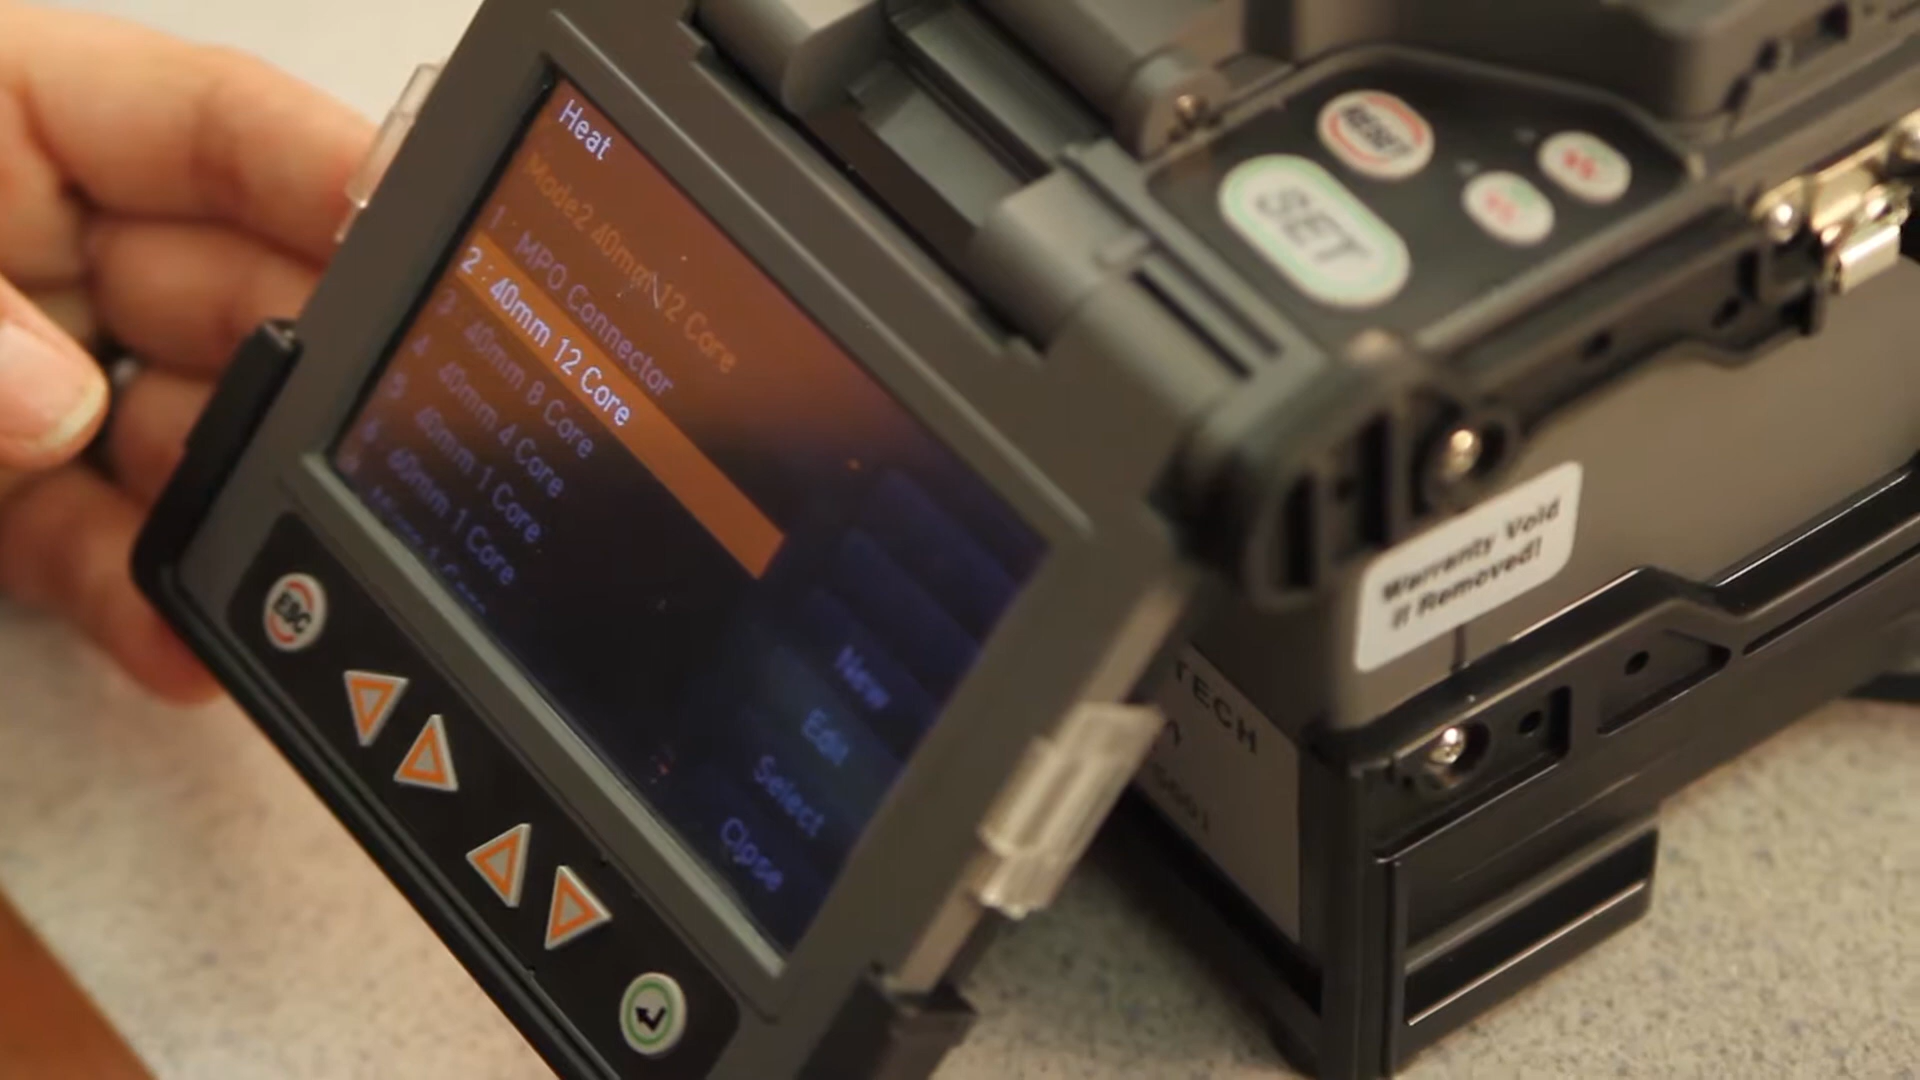 Heat
Mode2 40mm 12 Core
1 : MPO Connector
2 : 40mm 12 Core
3 : 40mm 8 Core
4 40mm 4 Core
5 40mm 1 Core
6 60mm 1 Core
New
Edit
Select
Close
ESC
RESET
SET
Warranty Void
If Removed!
TECH